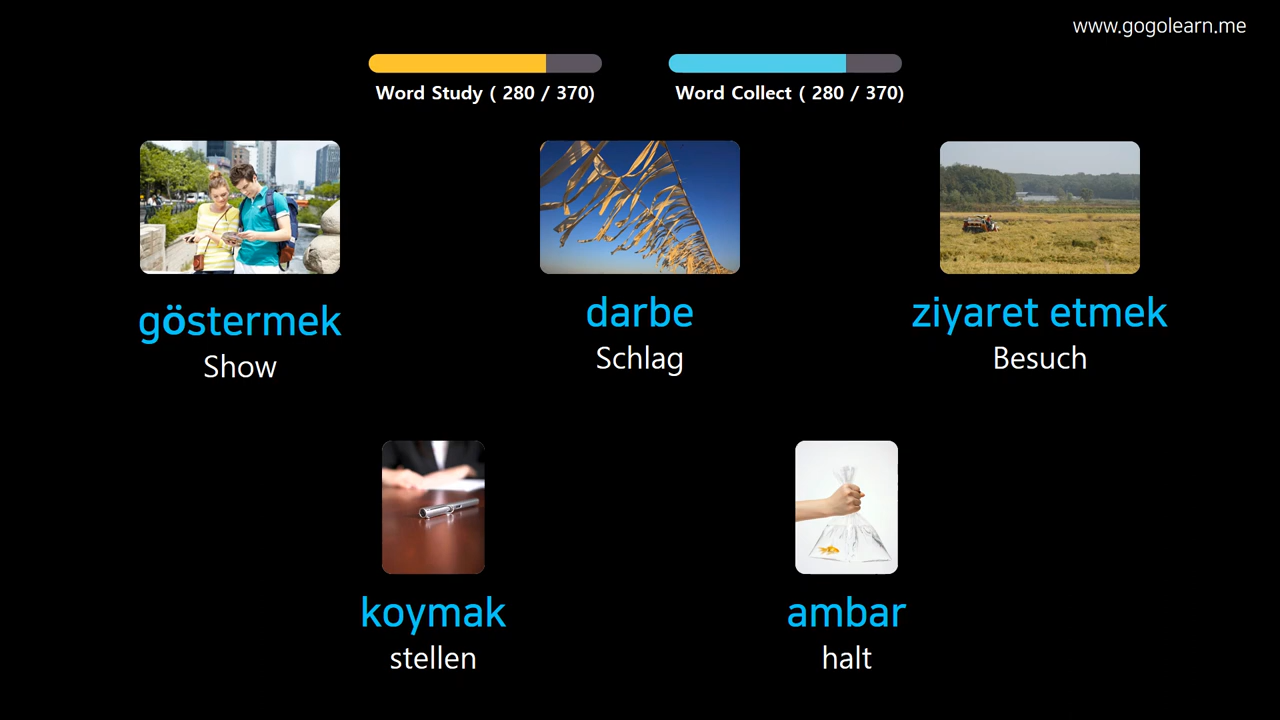 www.gogolearn.me
Word Study ( 280 / 370)
Word Collect ( 280 / 370)
göstermek
Show
darbe
Schlag
ziyaret etmek
Besuch
koymak
stellen
ambar
halt